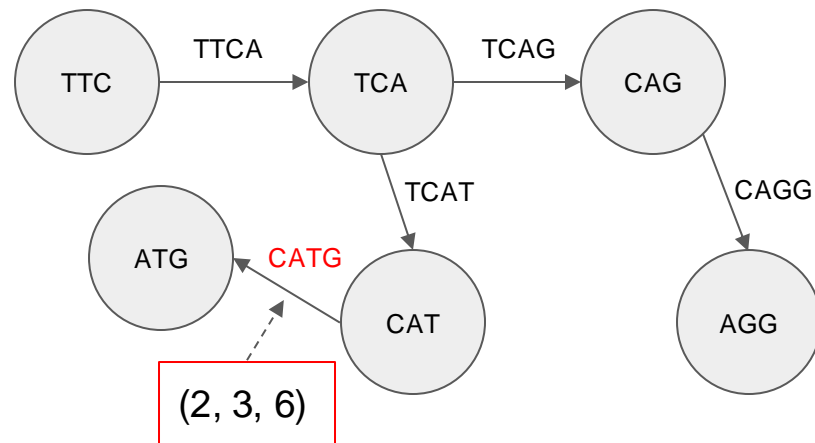 TTCA
TCAG
TTC
TCA
CAG
TCAT
CAGG
ATG
CATG
CAT
AGG
(2, 3, 6)